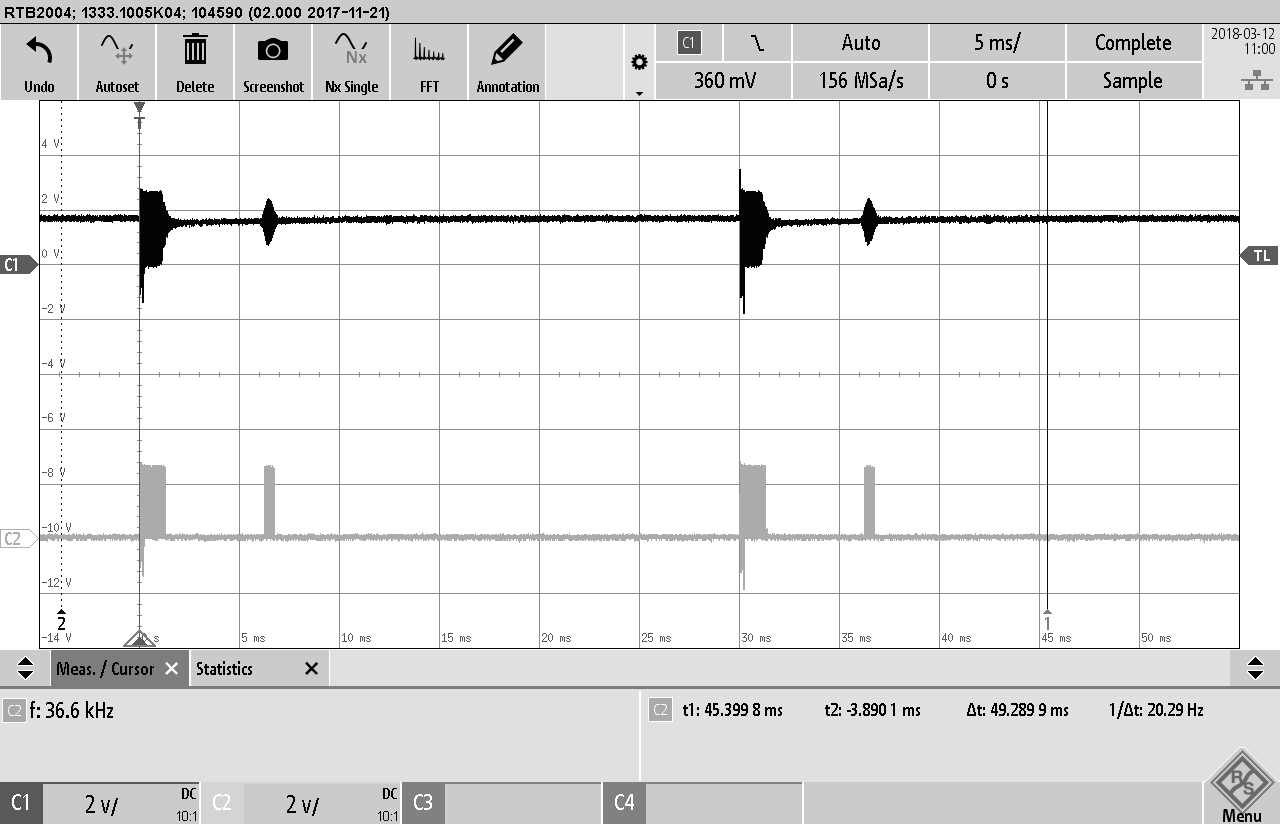 RTB2004; 1333.1005K04; 104590 (02.000 2017-11-21)
Undo Autoset Delete Screenshot Nx Single FFT Annotation
Nx
C1 Auto 5 ms/ Complete
360 mV 156 MSa/s 0 s Sample
2018-03-12
11:00
T
4 V
2 V
0 V
C1
TL
-2 V
-4 V
-6 V
-8 V
-10 V
C2
-12 V
2
1
-14 V 0 s 5 ms 10 ms 15 ms 20 ms 25 ms 30 ms 35 ms 40 ms 45 ms 50 ms
Meas. / Cursor Statistics
C2 f: 36.6 kHz
C2 t1: 45.399 8 ms t2: -3.890 1 ms Δt: 49.289 9 ms 1/Δt: 20.29 Hz
C1 2 V/ DC 10:1 C2 2 V/ DC 10:1 C3 C4
R S
Menu